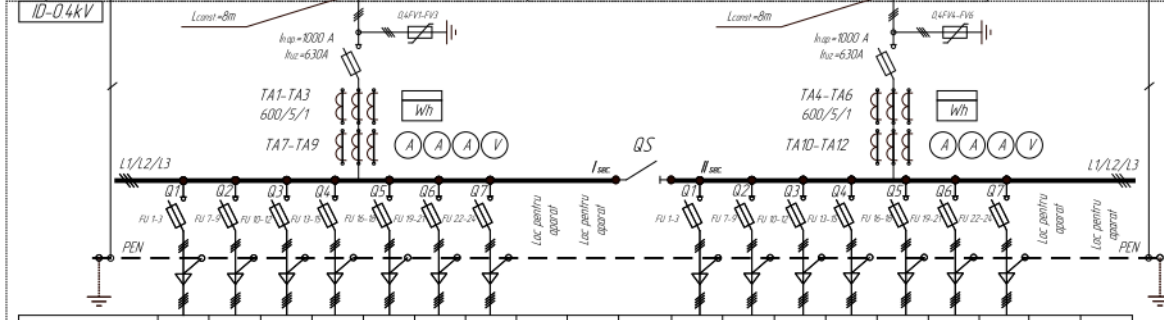 ID-0.4kV
Lconst=8m
0,4FV1-FV3
Inap.=1000 A
Inuz=630A
TA1-TA3
600/5/1
Wh
TA7-TA9
A A A V
QS
L1/L2/L3
I sec.
Q1 Q2 Q3 Q4 Q5 Q6 Q7
FU 1-3 FU 7-9 FU 10-12 FU 13-15 FU 16-18 FU 19-21 FU 22-24
Loc pentru
aparat
Loc pentru
aparat
PEN
Lconst=8m
0,4FV4-FV6
Inap.=1000 A
Inuz=630A
TA4-TA6
600/5/1
Wh
TA10-TA12
A A A V
II sec.
L1/L2/L3
Q1 Q2 Q3 Q4 Q5 Q6 Q7
FU 1-3 FU 7-9 FU 10-12 FU 13-15 FU 16-18 FU 19-21 FU 22-24
Loc pentru
aparat
Loc pentru
aparat
PEN